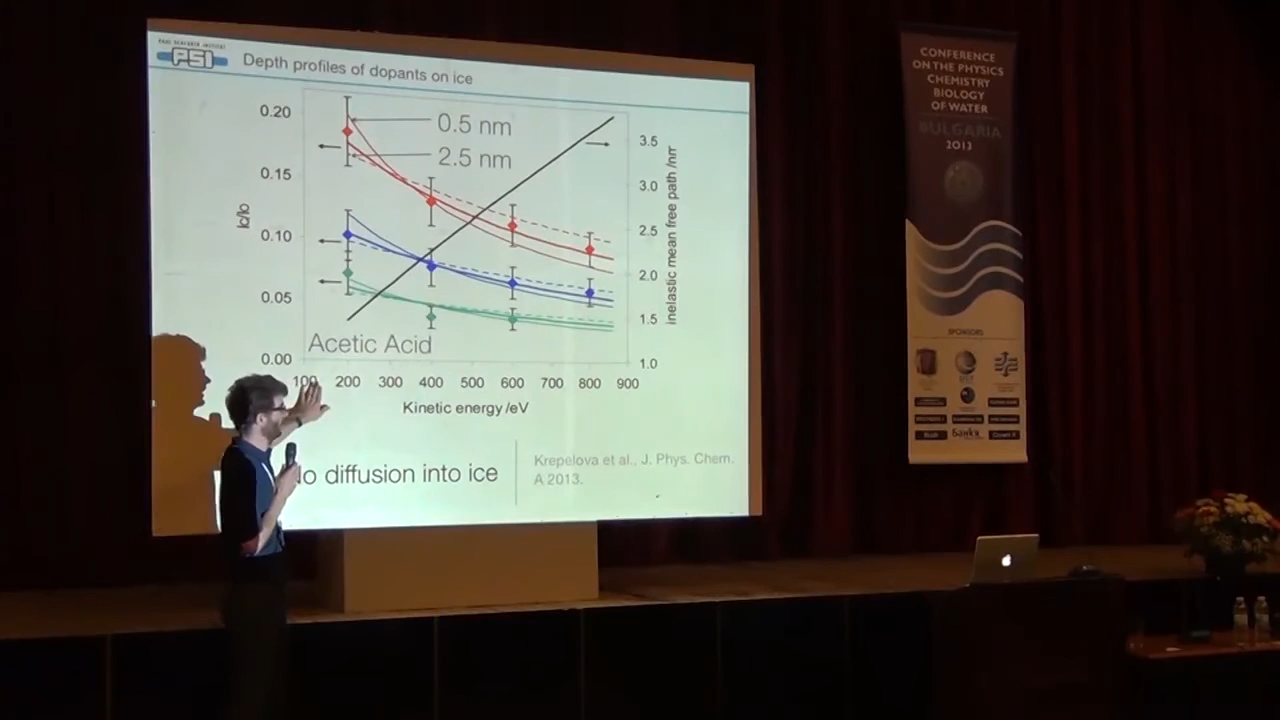 PAUL SCHERRER INSTITUT
PSI
Depth profiles of dopants on ice
0.20
0.15
0.10
0.05
0.00
Ic/Io
0.5 nm
2.5 nm
Acetic Acid
3.5
3.0
2.5
2.0
1.5
1.0
inelastic mean free path /nm
100 200 300 400 500 600 700 800 900
Kinetic energy /eV
o diffusion into ice
Krepelova et al., J. Phys. Chem.
A 2013.
CONFERENCE
ON THE PHYSICS
CHEMISTRY
BIOLOGY
OF WATER
BULGARIA
2013
SPONSORS
Банка